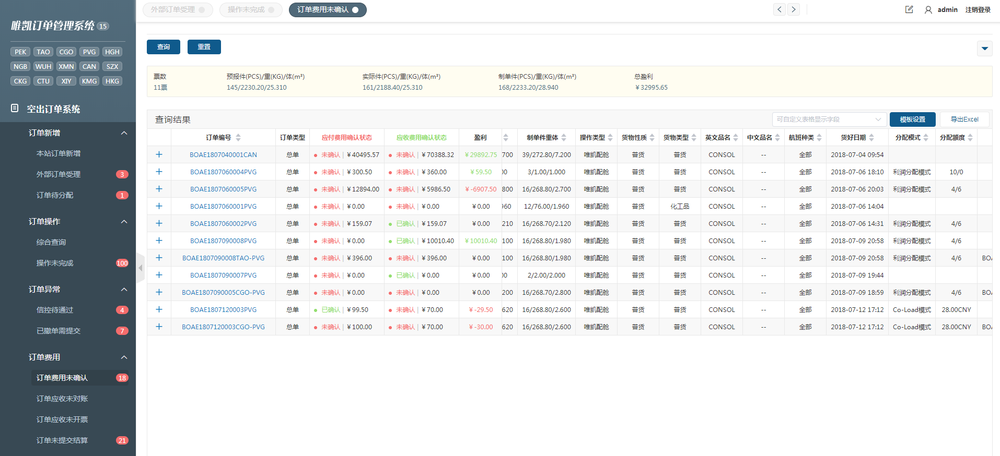 唯凯订单管理系统 15
PEK TAO CGO PVG HGH
NGB WUH XMN CAN SZX
CKG CTU XIY KMG HKG
空出订单系统
订单新增
本站订单新增
外部订单受理 3
订单待分配 1
订单操作
综合查询
操作未完成 100
订单异常
信控待通过 4
已撤单需提交 7
订单费用
订单费用未确认 18
订单应收未对账
订单应收未开票
订单未提交结算 21
外部订单受理 操作未完成 订单费用未确认
admin 注销登录
查询 重置
票数 预报件(PCS)/重(KG)/体(m³) 实际件(PCS)/重(KG)/体(m³) 制单件(PCS)/重(KG)/体(m³) 总盈利
11票 145/2230.20/25.310 161/2188.40/25.310 168/2233.20/28.940 ￥32995.65
查询结果 可自定义表格显示字段 模板设置 导出Excel
订单编号 订单类型 应付费用确认状态 应收费用确认状态 盈利 制单件重体 操作类型 货物性质 货物类型 英文品名 中文品名 航班种类 货好日期 分配模式 分配额度
BOAE1807040001CAN 总单 未确认 | ￥40495.57 未确认 | ￥70388.32 ￥29892.75 700 39/272.80/7.200 唯凯配舱 普货 普货 CONSOL -- 全部 2018-07-04 09:54
BOAE1807060004PVG 总单 未确认 | ￥300.50 未确认 | ￥360.00 ￥59.50 00 3/1.00/1.000 唯凯配舱 普货 普货 CONSOL -- 全部 2018-07-06 18:10 利润分配模式 10/0
BOAE1807060005PVG 总单 未确认 | ￥12894.00 未确认 | ￥5986.50 ￥-6907.50 800 16/268.80/2.700 唯凯配舱 普货 普货 CONSOL -- 全部 2018-07-06 20:03 利润分配模式 4/6
BOAE1807060001PVG 总单 未确认 | ￥0.00 未确认 | ￥0.00 ￥0.00 960 12/76.00/1.960 唯凯配舱 普货 化工品 CONSOL -- 全部 2018-07-06 14:04
BOAE1807060002PVG 总单 未确认 | ￥159.07 已确认 | ￥159.07 ￥0.00 210 16/268.70/2.120 唯凯配舱 普货 普货 CONSOL -- 全部 2018-07-06 14:31 利润分配模式 4/6
BOAE1807090008PVG 总单 未确认 | ￥0.00 已确认 | ￥10010.40 ￥10010.40 100 16/268.80/1.980 唯凯配舱 普货 普货 CONSOL -- 全部 2018-07-09 20:58 利润分配模式 4/6
BOAE1807090008TAO-PVG 总单 未确认 | ￥396.00 未确认 | ￥396.00 ￥0.00 100 16/268.80/1.980 唯凯配舱 普货 普货 CONSOL -- 全部 2018-07-09 20:58 利润分配模式 4/6 BOA
BOAE1807090007PVG 总单 未确认 | ￥0.00 已确认 | ￥0.00 ￥0.00 00 2/2.00/2.000 唯凯配舱 普货 普货 CONSOL -- 全部 2018-07-09 19:44
BOAE1807090005CGO-PVG 总单 未确认 | ￥0.00 未确认 | ￥0.00 ￥0.00 200 16/268.70/2.800 唯凯配舱 普货 普货 CONSOL -- 全部 2018-07-09 18:59 利润分配模式 4/6 BOA
BOAE1807120003PVG 总单 已确认 | ￥99.50 未确认 | ￥70.00 ￥-29.50 620 16/268.80/2.600 唯凯配舱 普货 普货 CONSOL -- 全部 2018-07-12 17:12 Co-Load模式 28.00CNY
BOAE1807120003CGO-PVG 总单 未确认 | ￥100.00 未确认 | ￥70.00 ￥-30.00 620 16/268.80/2.600 唯凯配舱 普货 普货 CONSOL -- 全部 2018-07-12 17:12 Co-Load模式 28.00CNY BOA